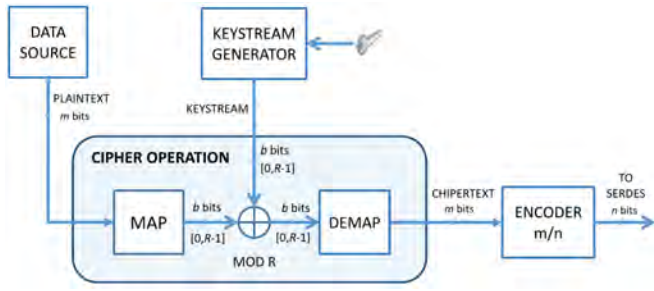 DATA
SOURCE
KEYSTREAM
GENERATOR
PLAINTEXT
m bits
KEYSTREAM
CIPHER OPERATION
b bits
[0,R-1]
MAP
b bits
[0,R-1]
b bits
[0,R-1]
DEMAP
MOD R
CHIPERTEXT
m bits
ENCODER
m/n
TO
SERDES
n bits